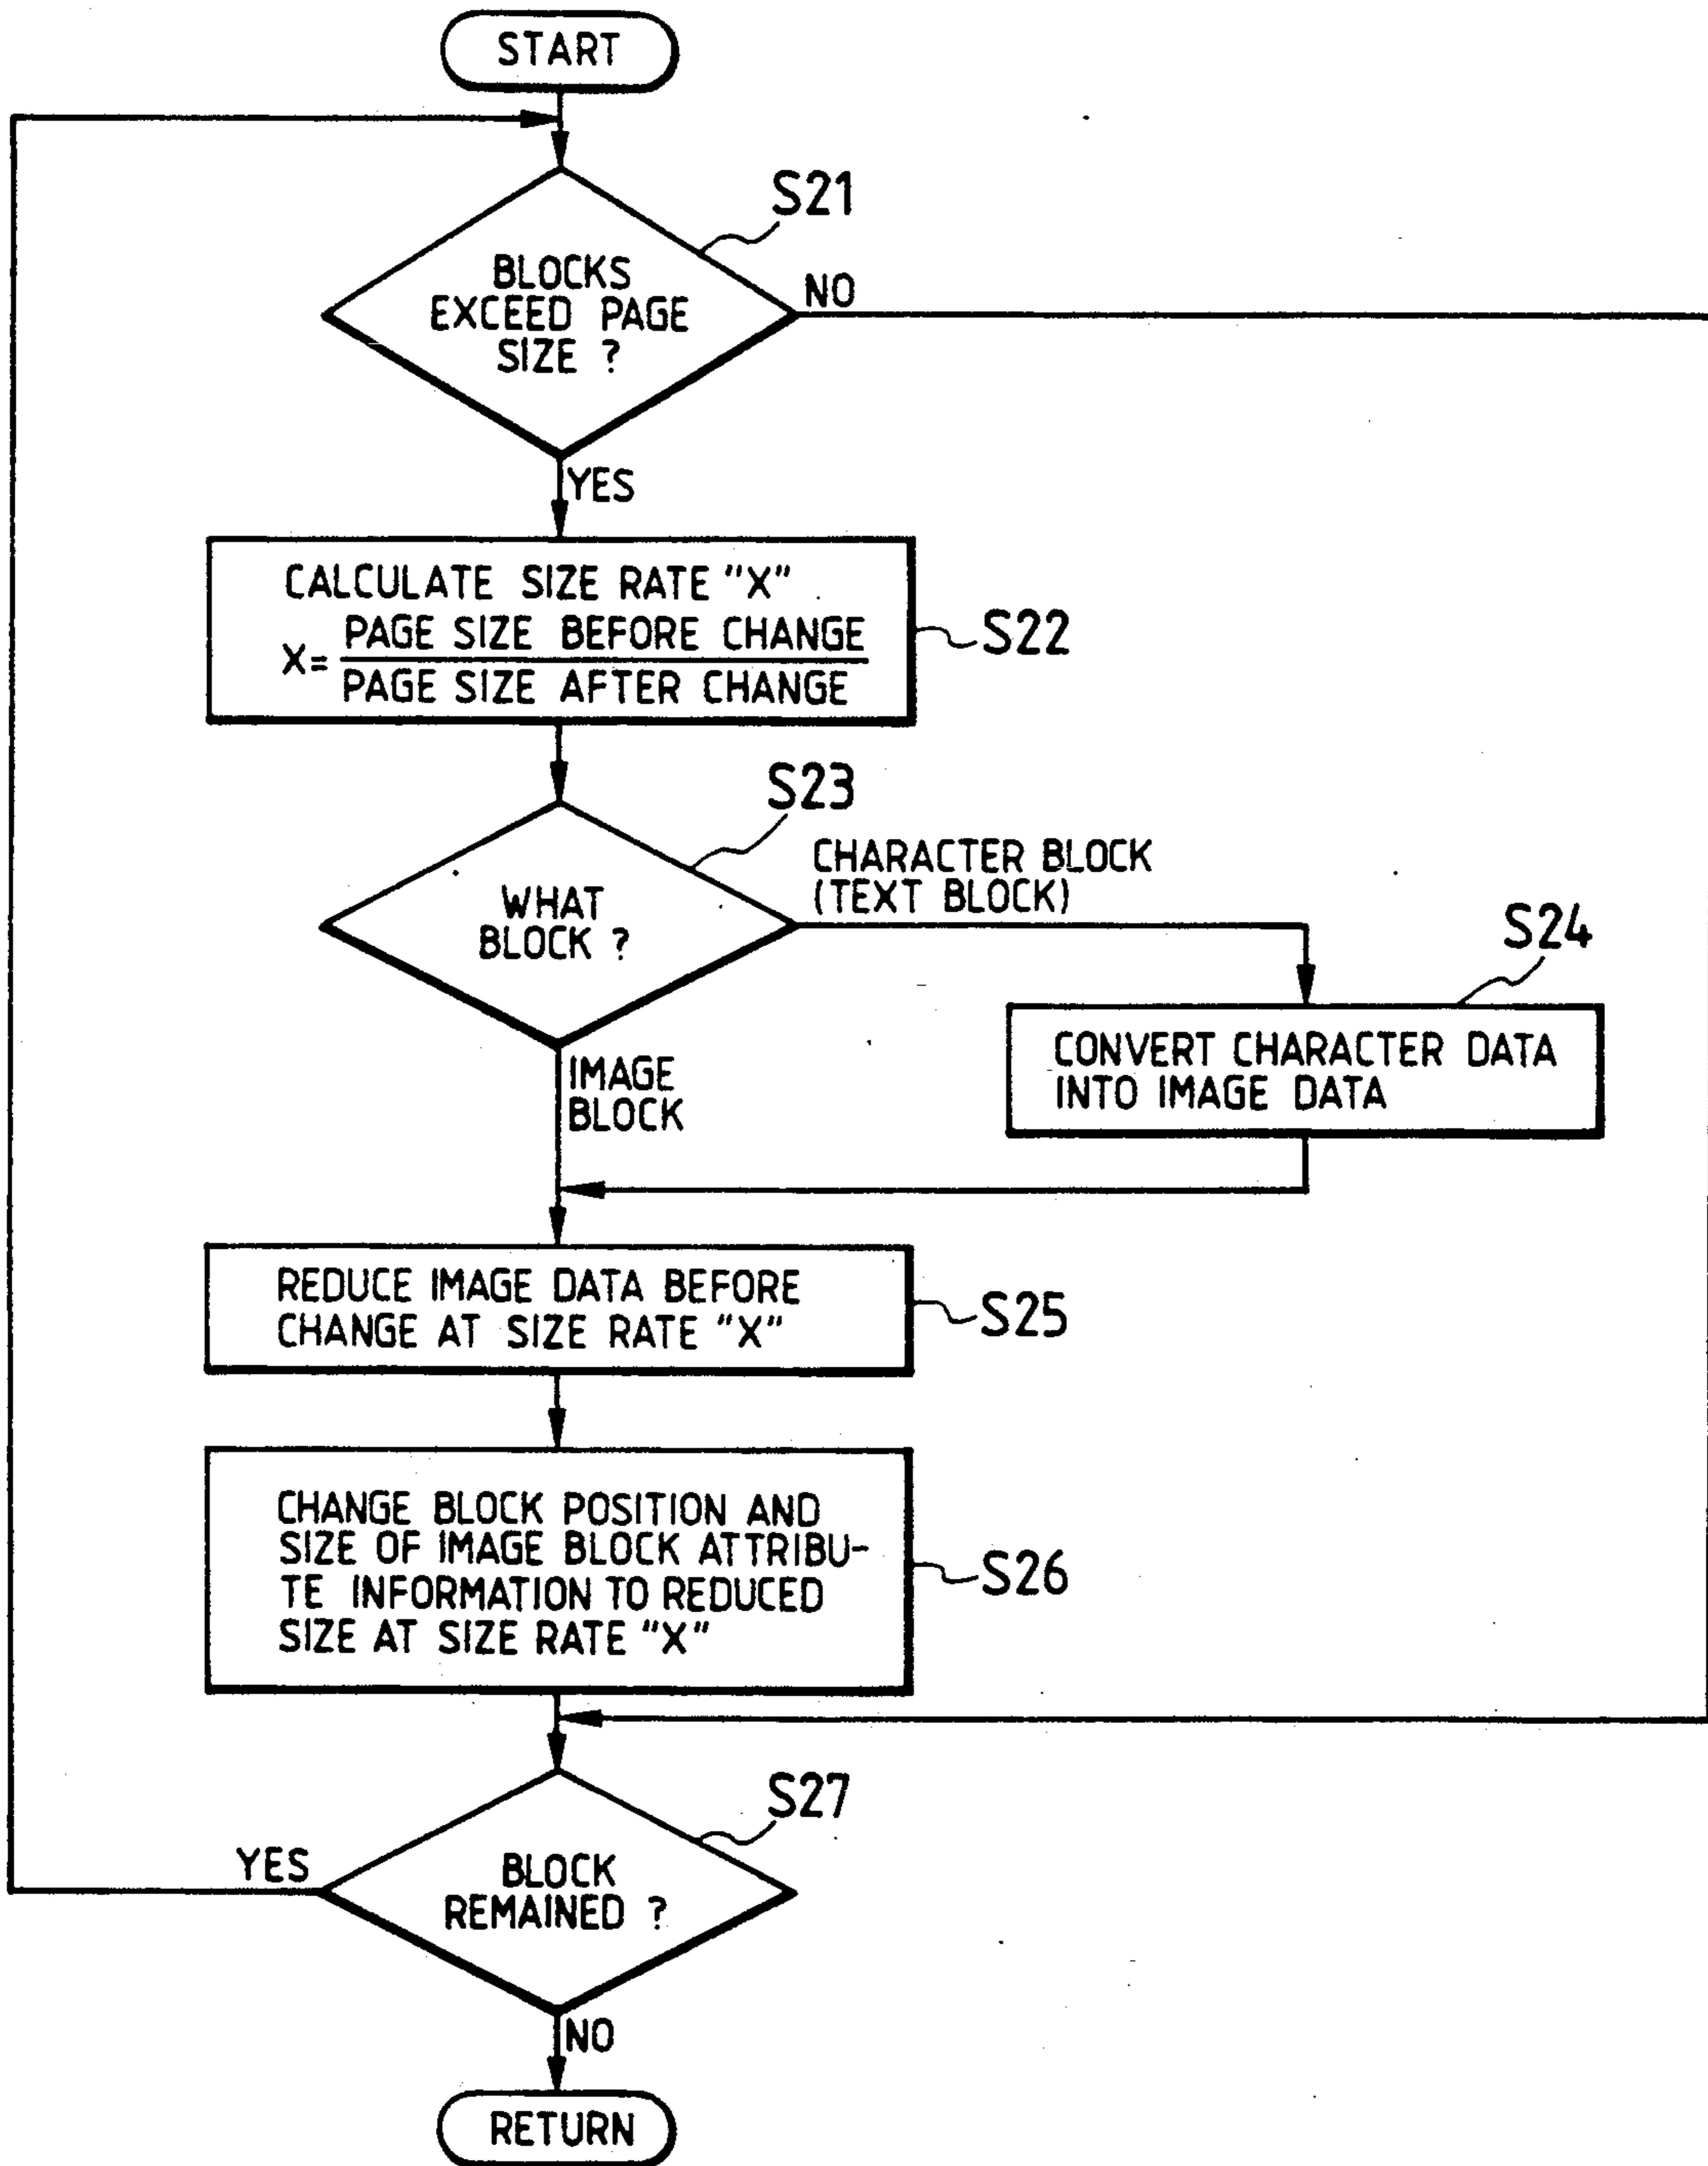 START
S21
BLOCKS
EXCEED PAGE
SIZE ?
NO
YES
CALCULATE SIZE RATE "X"
X= PAGE SIZE BEFORE CHANGE
PAGE SIZE AFTER CHANGE
S22
S23
WHAT
BLOCK ?
CHARACTER BLOCK
(TEXT BLOCK)
S24
CONVERT CHARACTER DATA
INTO IMAGE DATA
IMAGE
BLOCK
REDUCE IMAGE DATA BEFORE
CHANGE AT SIZE RATE "X"
S25
CHANGE BLOCK POSITION AND
SIZE OF IMAGE BLOCK ATTRIBU-
TE INFORMATION TO REDUCED
SIZE AT SIZE RATE "X"
S26
S27
YES
BLOCK
REMAINED ?
NO
RETURN